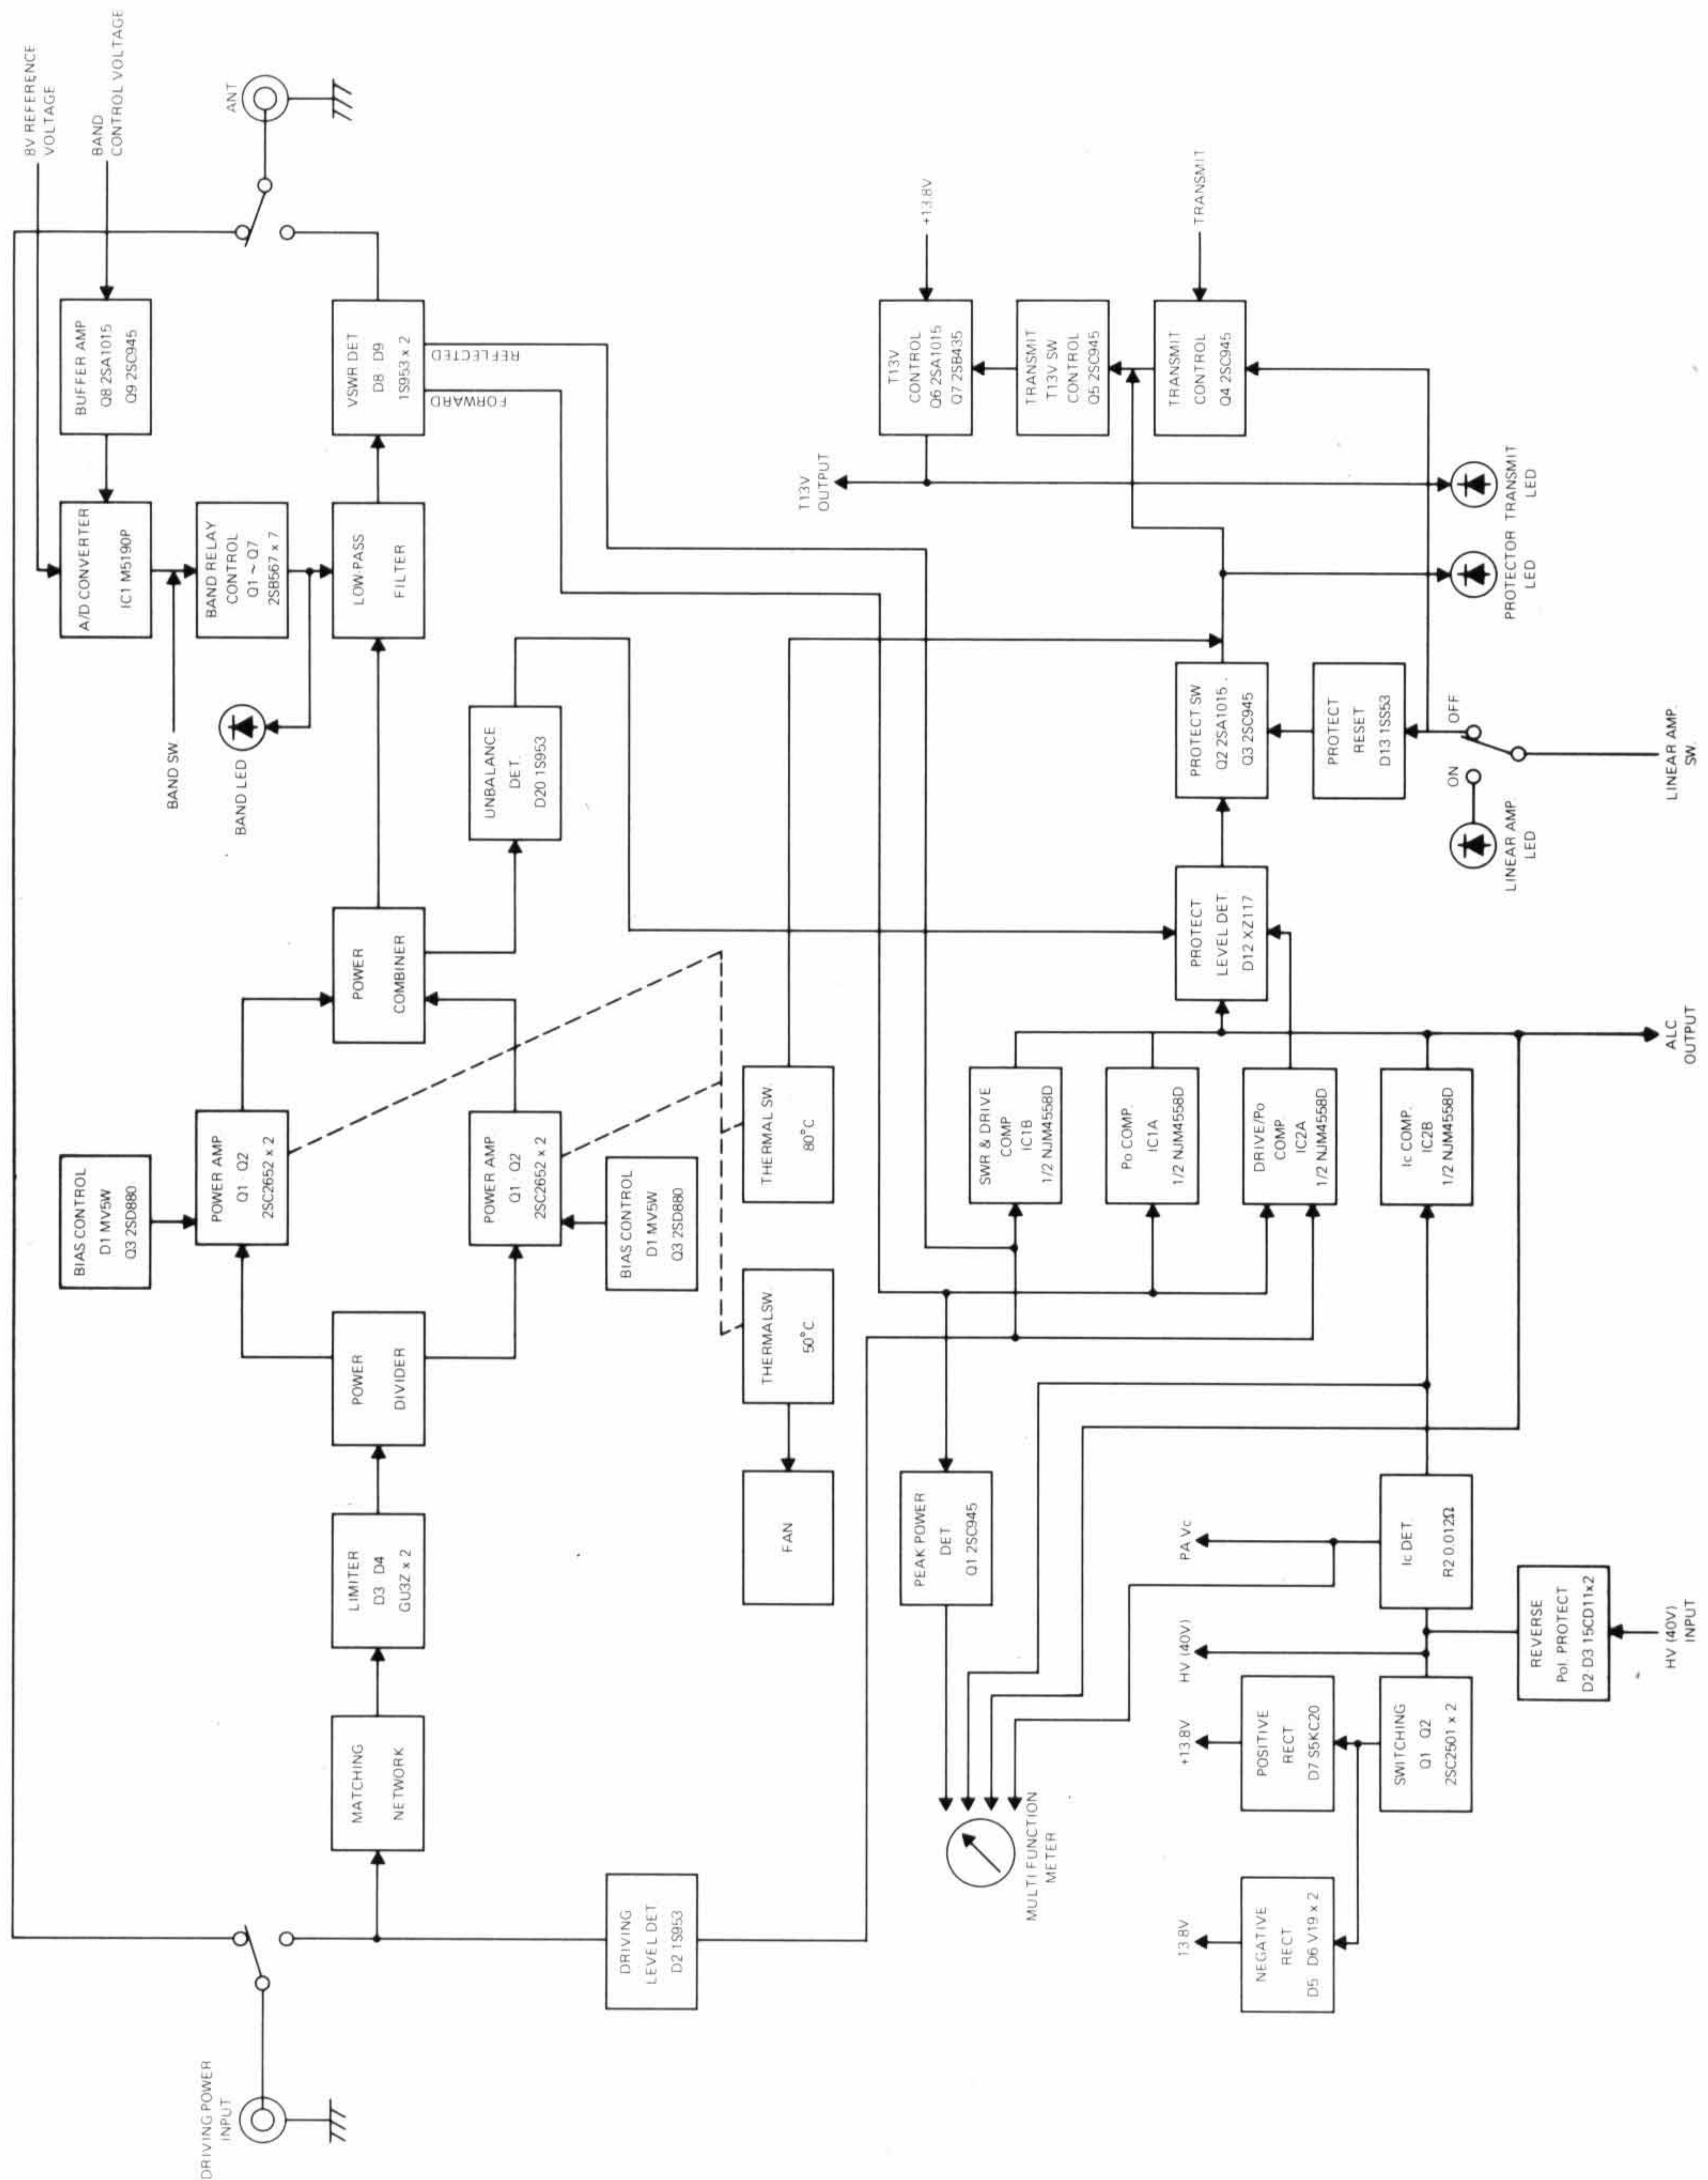 DRIVING POWER
INPUT
MATCHING
NETWORK
LIMITER
D3 D4
GU3Z x 2
POWER
DIVIDER
BIAS CONTROL
D1 MV5W
Q3 2SD880
POWER AMP
Q1 Q2
2SC2652 x 2
POWER AMP
Q1 Q2
2SC2652 x 2
BIAS CONTROL
D1 MV5W
Q3 2SD880
POWER
COMBINER
UNBALANCE
DET.
D20 1S953
BAND LED
BAND SW.
A/D CONVERTER
IC1 M5190P
BAND RELAY
CONTROL
Q1 ~ Q7
2SB567 x 7
LOW-PASS
FILTER
BUFFER AMP
Q8 2SA1015
Q9 2SC945
VSWR DET
D8 D9
1S953 x 2
FORWARD
REFLECTED
8V REFERENCE
VOLTAGE
BAND
CONTROL VOLTAGE
ANT
DRIVING
LEVEL DET
D2 1S953
FAN
THERMAL SW.
50°C
THERMAL SW.
80°C
MULTI FUNCTION
METER
PEAK POWER
DET
Q1 2SC945
SWR & DRIVE
COMP
IC1B
1/2 NJM4558D
Po COMP.
IC1A
1/2 NJM4558D
DRIVE/Po
COMP
IC2A
1/2 NJM4558D
Ic COMP.
IC2B
1/2 NJM4558D
ALC
OUTPUT
PROTECT
LEVEL DET.
D12 XZ117
PROTECT SW
Q2 2SA1015
Q3 2SC945
PROTECT
RESET
D13 1SS53
ON
OFF
LINEAR AMP.
LED
LINEAR AMP.
SW.
PROTECTOR
LED
TRANSMIT
LED
T13V
OUTPUT
T13V
CONTROL
Q6 2SA1015
Q7 2SB435
TRANSMIT
T13V SW
CONTROL
Q5 2SC945
TRANSMIT
CONTROL
Q4 2SC945
+13.8V
TRANSMIT
13.8V
NEGATIVE
RECT
D5 D6 V19 x 2
+13.8V
POSITIVE
RECT
D7 S5KC20
SWITCHING
Q1 Q2
2SC2501 x 2
HV (40V)
PA Vc
Ic DET
R2 0.012Ω
REVERSE
Pol. PROTECT
D2·D3 15CD11x2
HV (40V)
INPUT